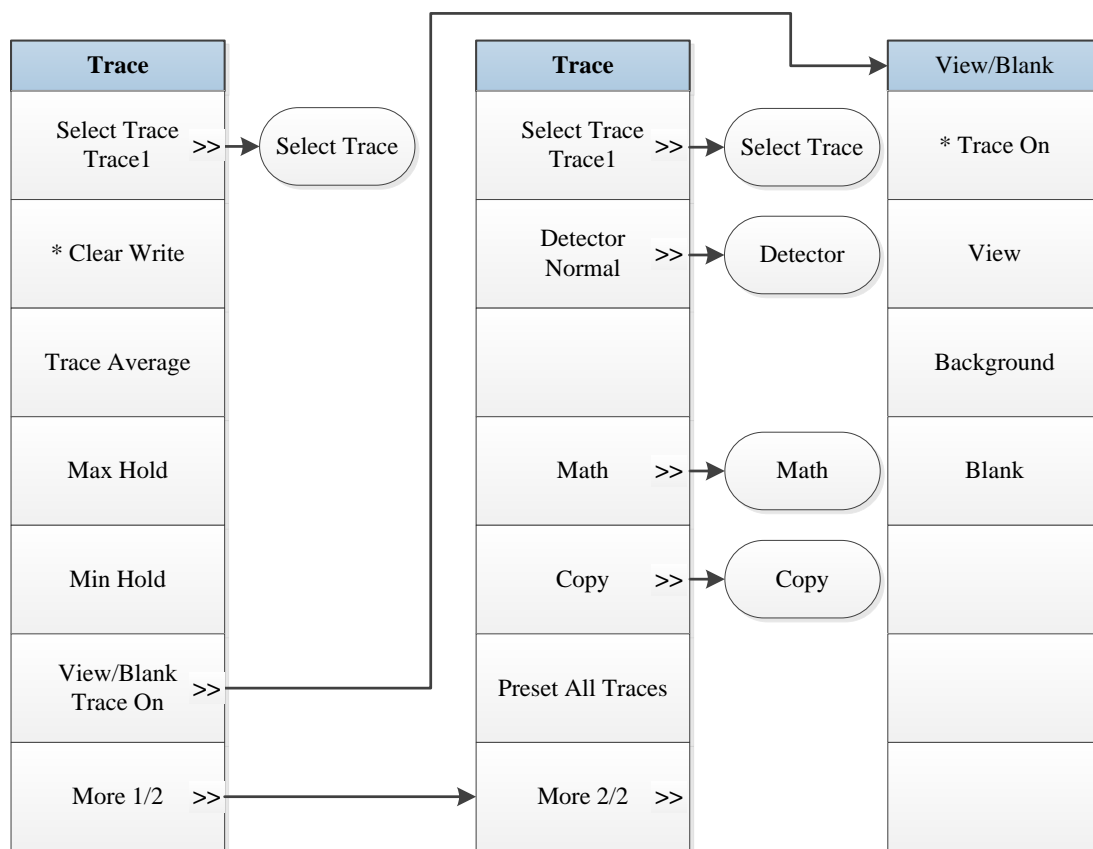 Trace
Select Trace
Trace1
>>
Select Trace
* Clear Write
Trace Average
Max Hold
Min Hold
View/Blank
Trace On
>>
More 1/2
>>
Trace
Select Trace
Trace1
>>
Select Trace
Detector
Normal
>>
Detector
Math
>>
Math
Copy
>>
Copy
Preset All Traces
More 2/2
>>
View/Blank
* Trace On
View
Background
Blank